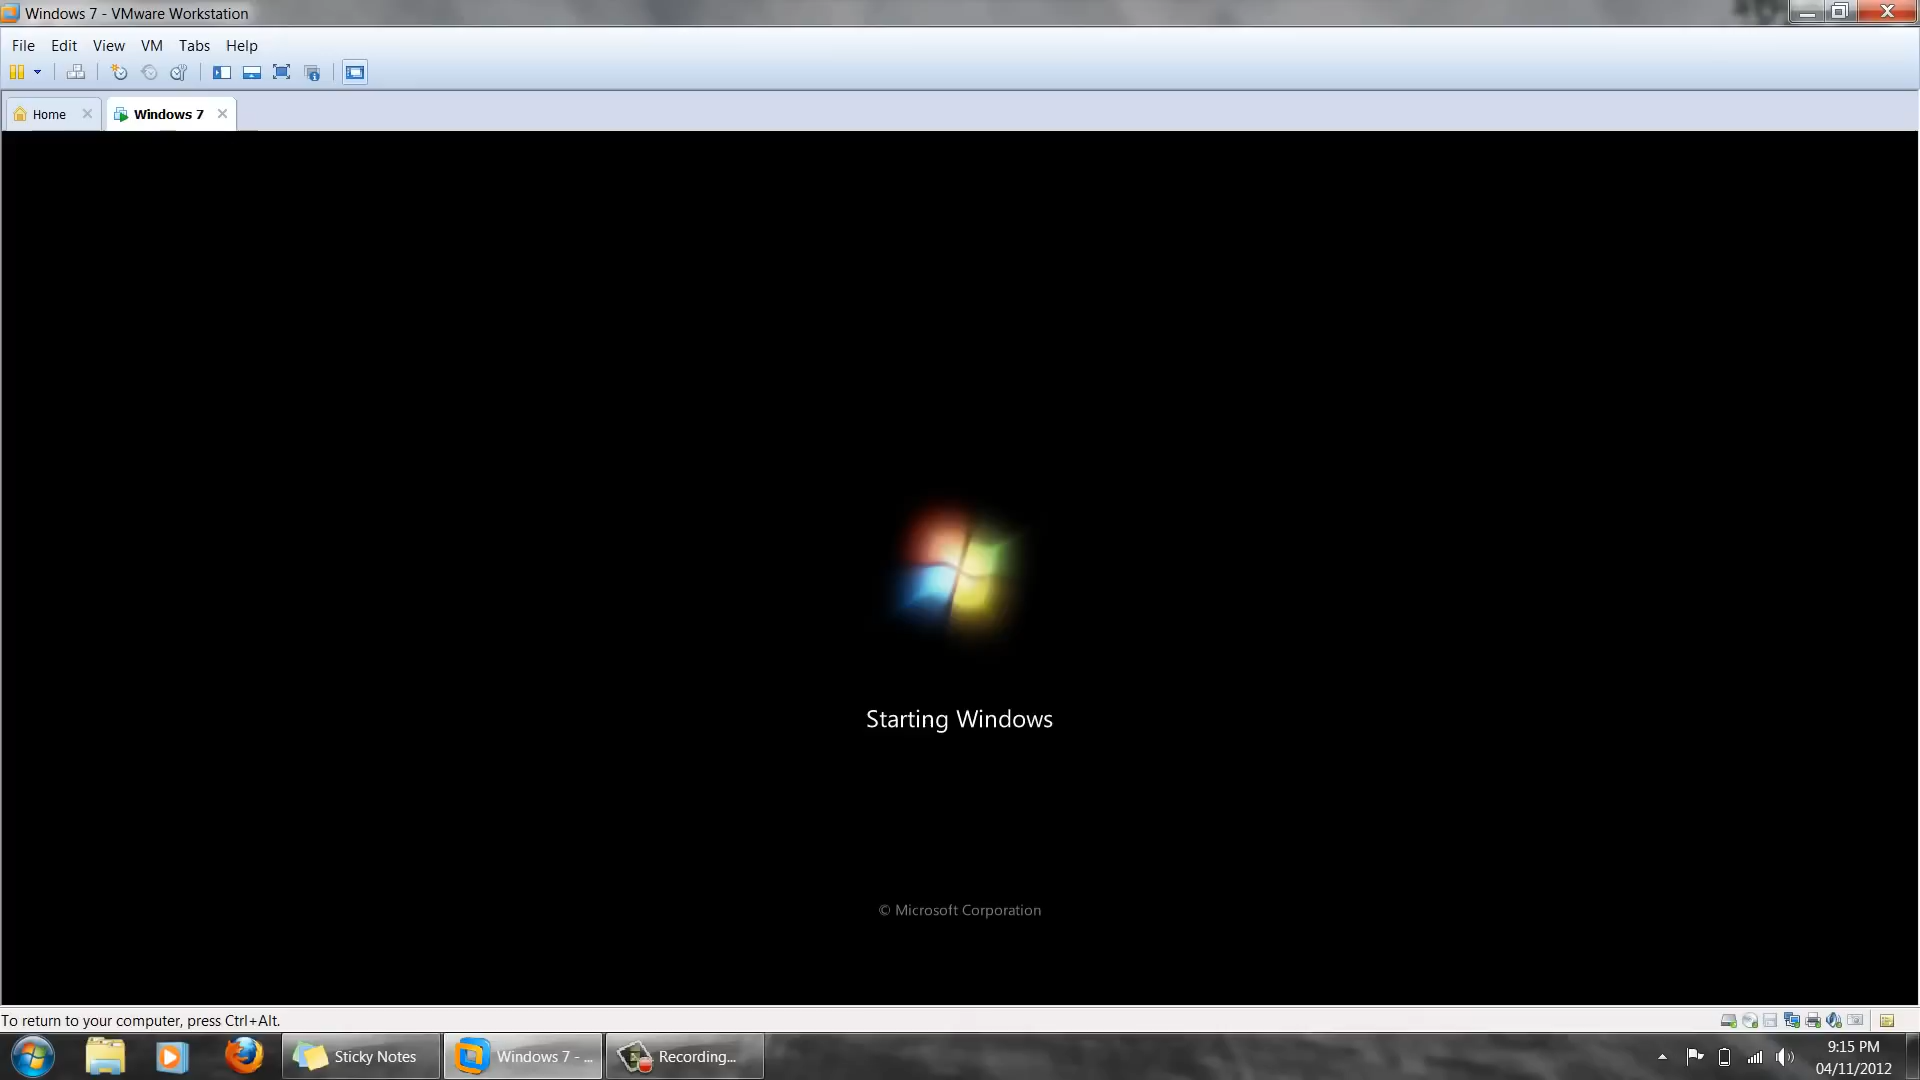 Windows 7 - VMware Workstation
File Edit View VM Tabs Help
Home
Windows 7
Starting Windows
© Microsoft Corporation
To return to your computer, press Ctrl+Alt.
Sticky Notes
Windows 7 - ...
Recording...
9:15 PM
04/11/2012